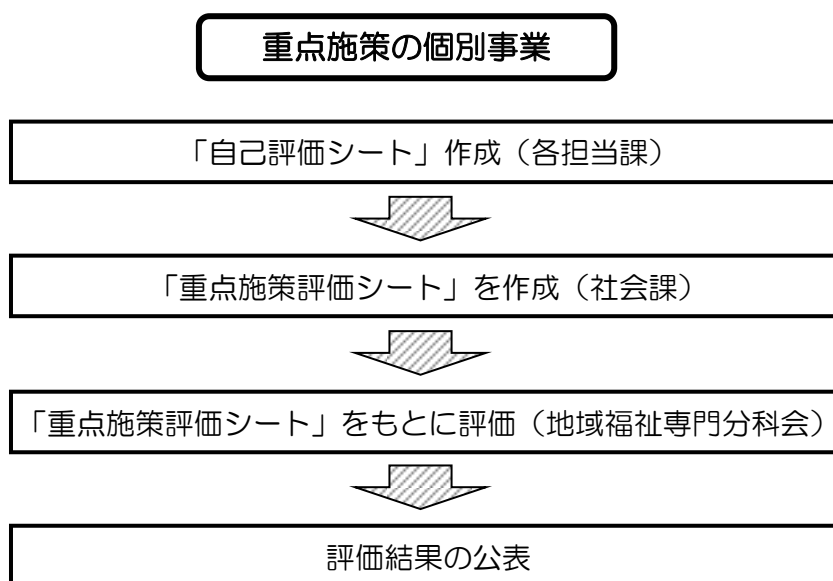 重点施策の個別事業
「自己評価シート」作成（各担当課）
「重点施策評価シート」を作成（社会課）
「重点施策評価シート」をもとに評価（地域福祉専門分科会）
評価結果の公表